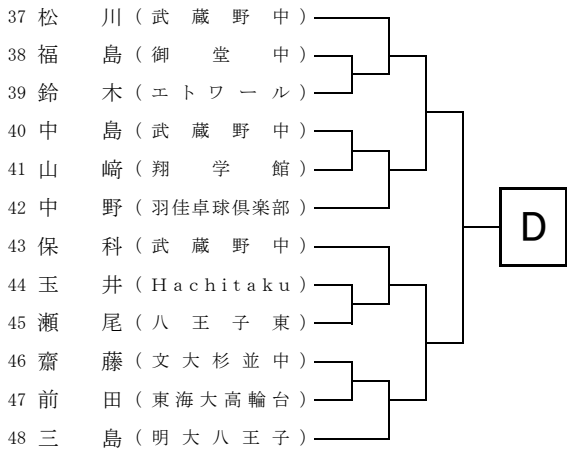 37 松 川 ( 武 蔵 野 中 )
38 福 島 ( 御 堂 中 )
39 鈴 木 ( エ ト ワ ー ル )
40 中 島 ( 武 蔵 野 中 )
41 山 﨑 ( 翔 学 館 )
42 中 野 ( 羽佳卓球倶楽部 )
43 保 科 ( 武 蔵 野 中 )
44 玉 井 ( Hachitaku )
45 瀬 尾 ( 八 王 子 東 )
46 齋 藤 ( 文 大 杉 並 中 )
47 前 田 ( 東 海 大 高 輪 台 )
48 三 島 ( 明 大 八 王 子 )
D